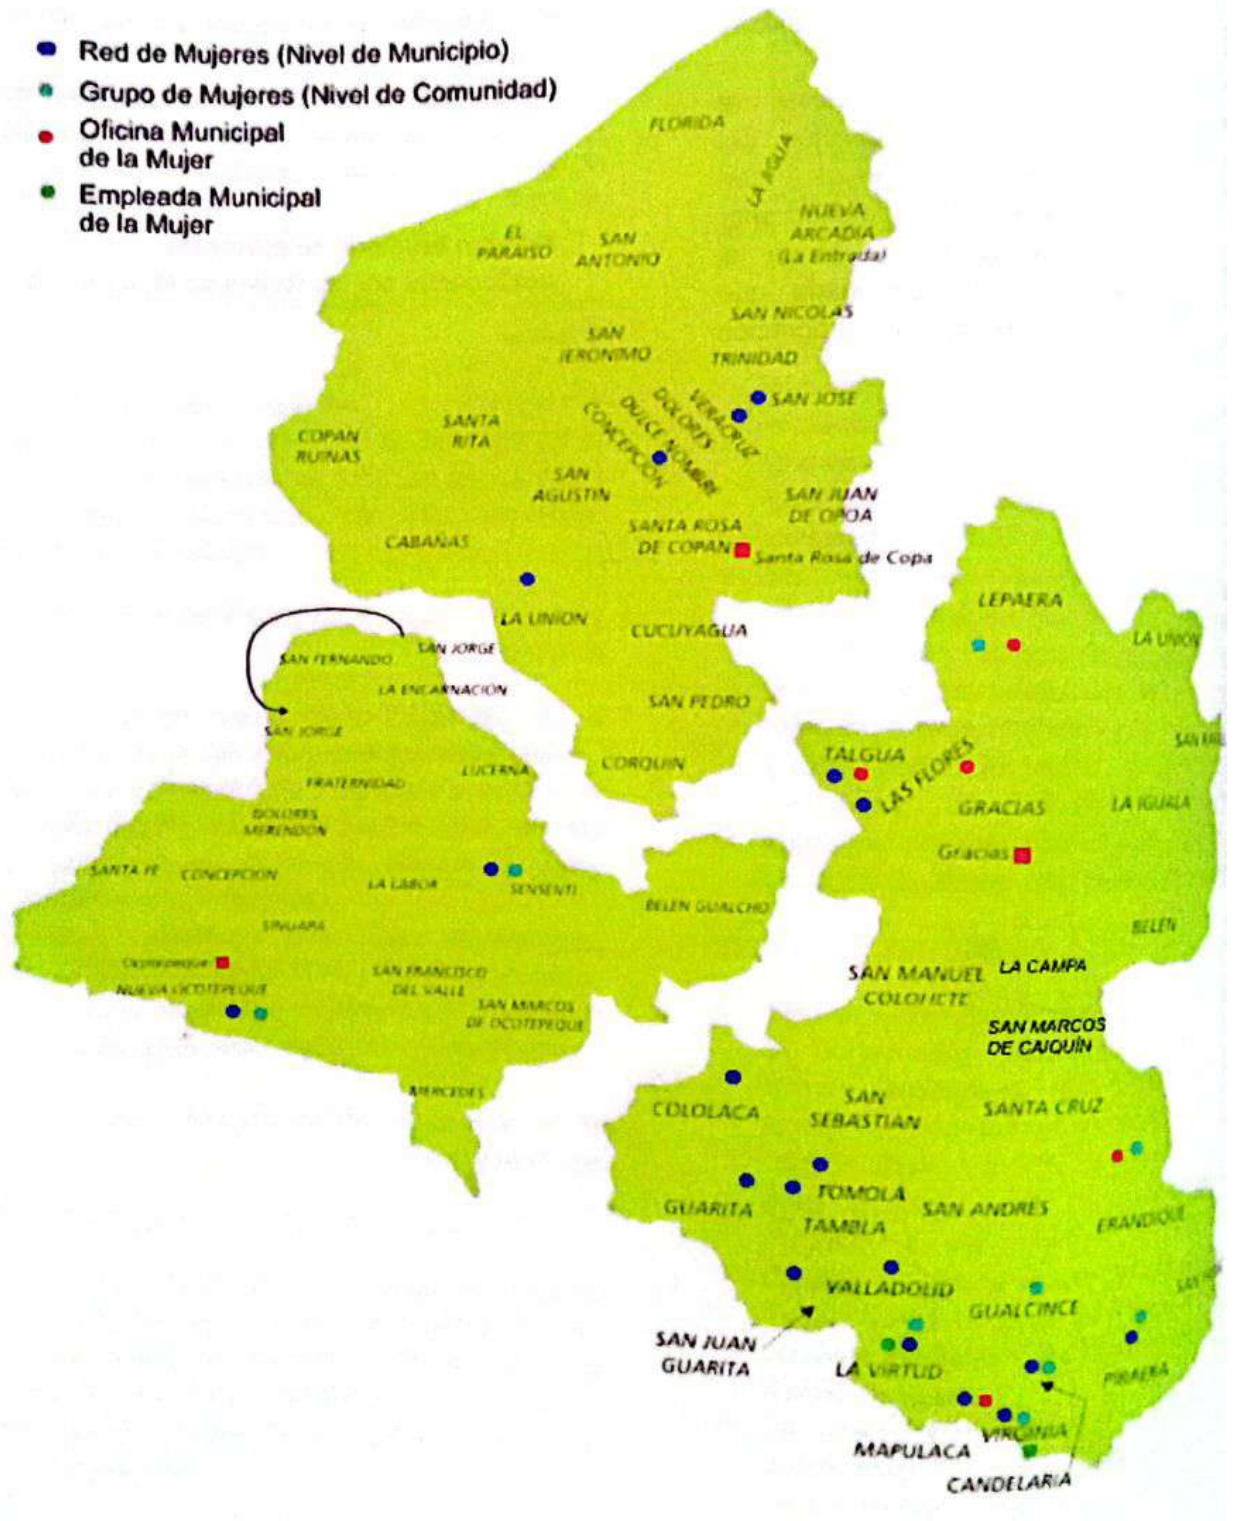 Red de Mujeres (Nivel de Municipio)
Grupo de Mujeres (Nivel de Comunidad)
Oficina Municipal
de la Mujer
Empleada Municipal
de la Mujer
FLORIDA
LA JIGUA
NUEVA
ARCADIA
(La Entrada)
EL
PARAISO
SAN
ANTONIO
SAN NICOLAS
SAN
JERONIMO
TRINIDAD
SAN JOSE
VERACRUZ
DOLORES
DULCE NOMBRE
CONCEPCION
COPAN
RUINAS
SANTA
RITA
SAN
AGUSTIN
SAN JUAN
DE OPOA
CABAÑAS
SANTA ROSA
DE COPAN
Santa Rosa de Copa
LA UNION
CUCUYAGUA
SAN PEDRO
CORQUIN
SAN JORGE
SAN FERNANDO
LA ENCARNACIÓN
SAN JORGE
FRATERNIDAD
LUCERNA
DOLORES
MERENDON
SANTA FE
CONCEPCION
LA LABOR
SENSENTI
SINUAPA
Ocotepeque
NUEVA OCOTEPEQUE
SAN FRANCISCO
DEL VALLE
SAN MARCOS
DE OCOTEPEQUE
MERCEDES
BELEN GUALCHO
LEPAERA
LA UNION
TALGUA
LAS FLORES
GRACIAS
LA IGUALA
Gracias
BELEN
SAN MANUEL
COLOHETE
LA CAMPA
SAN MARCOS
DE CAIQUÍN
COLOLACA
SAN
SEBASTIAN
SANTA CRUZ
GUARITA
TOMOLA
TAMBLA
SAN ANDRES
ERANDIQUE
VALLADOLID
GUALCINCE
SAN JUAN
GUARITA
LA VIRTUD
PIRAERA
VIRGINIA
MAPULACA
CANDELARIA